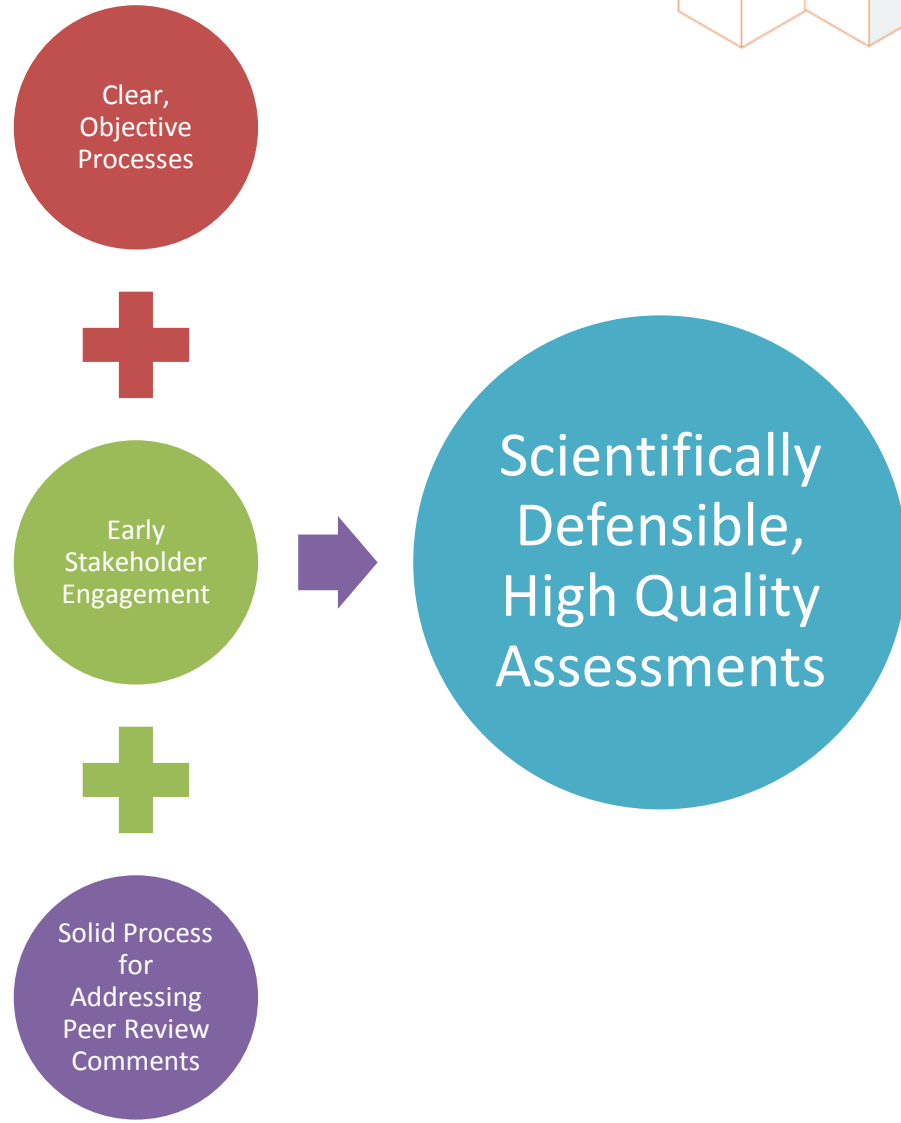 Clear,
Objective
Processes
Early
Stakeholder
Engagement
Solid Process
for
Addressing
Peer Review
Comments
Scientifically
Defensible,
High Quality
Assessments